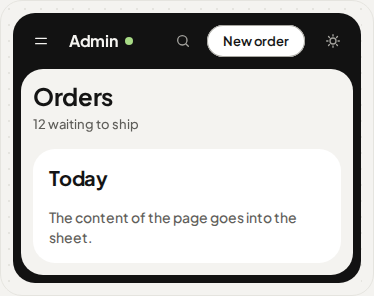 Admin
New order
Orders
12 waiting to ship
Today
The content of the page goes into the
sheet.